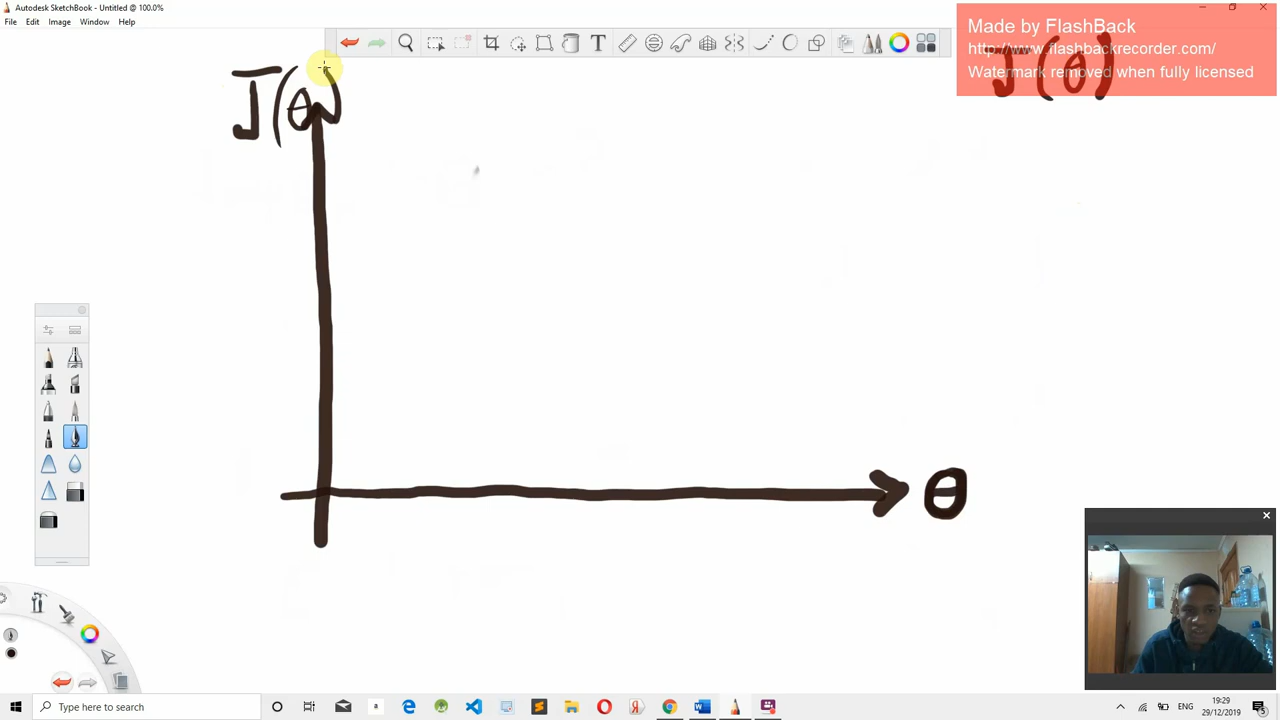 Autodesk SketchBook - Untitled @ 100.0%
File Edit Image Window Help
Made by FlashBack
http://www.flashbackrecorder.com/
Watermark removed when fully licensed
J(θ)
J(θ)
θ
Type here to search
ENG
19:29
29/12/2019
5